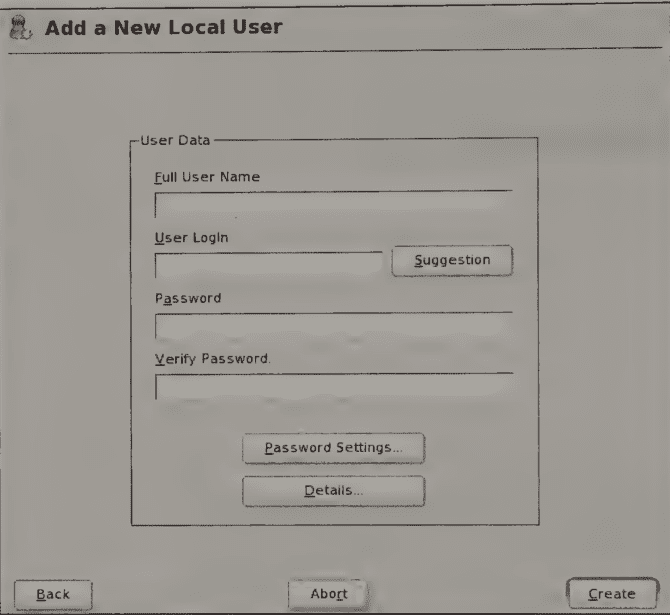 Add a New Local User
User Data
Full User Name
User Login
Suggestion
Password
Verify Password
Password Settings...
Details...
Back Abort Create